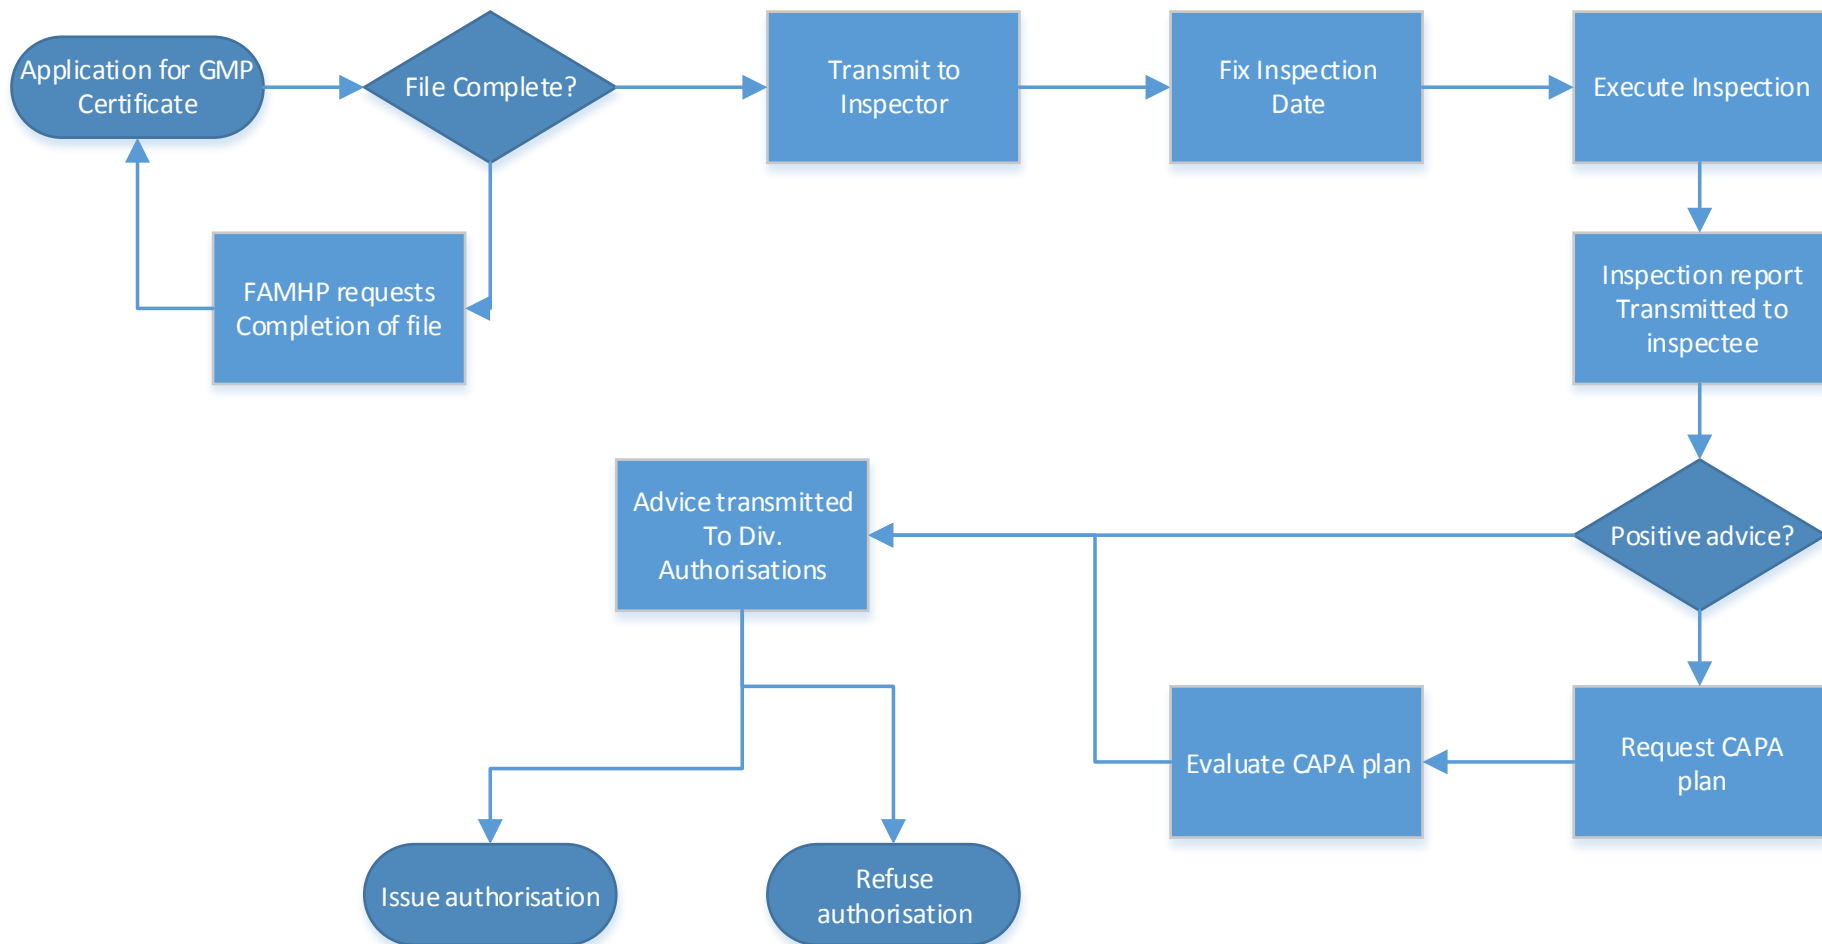 Application for GMP
Certificate
File Complete?
Transmit to
Inspector
Fix Inspection
Date
Execute Inspection
FAMHP requests
Completion of file
Inspection report
Transmitted to
inspectee
Advice transmitted
To Div.
Authorisations
Positive advice?
Evaluate CAPA plan
Request CAPA
plan
Issue authorisation
Refuse
authorisation